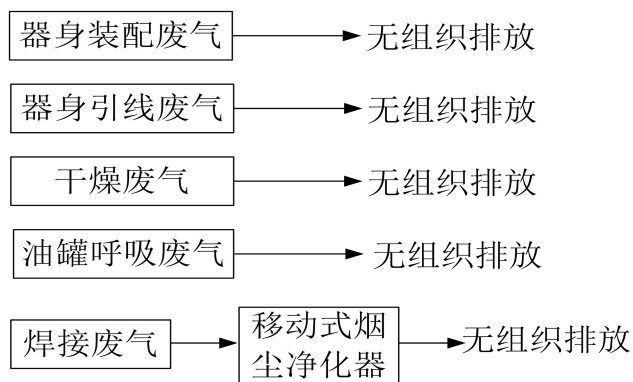 器身装配废气 无组织排放
器身引线废气 无组织排放
干燥废气 无组织排放
油罐呼吸废气 无组织排放
焊接废气 移动式烟 无组织排放
尘净化器